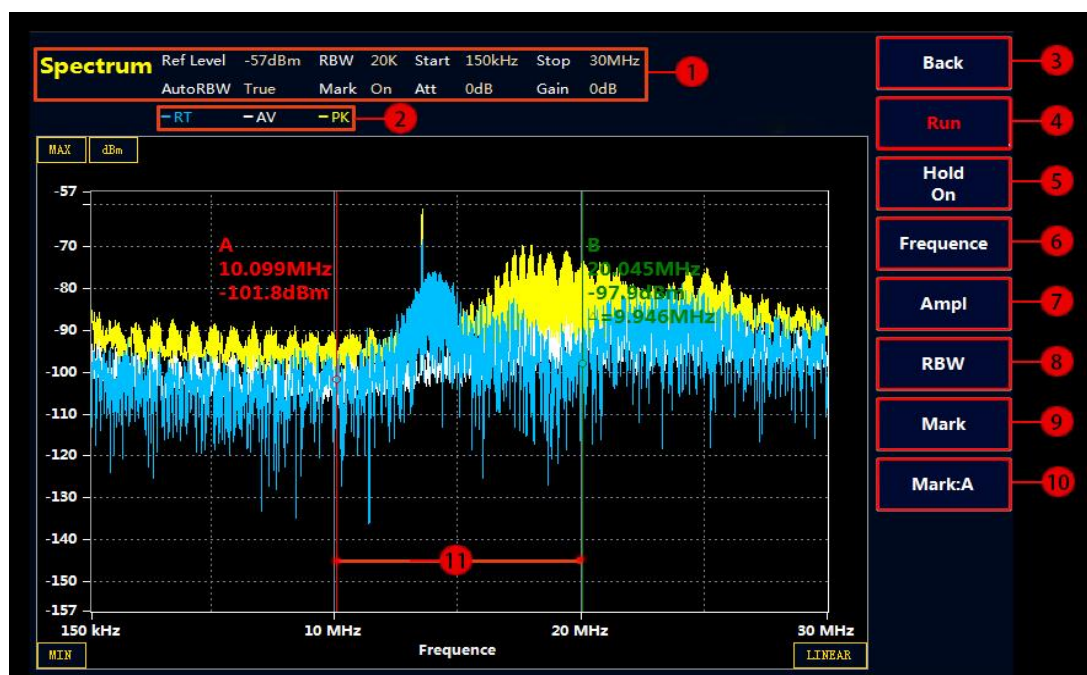 Spectrum Ref Level -57dBm RBW 20K Start 150kHz Stop 30MHz
AutoRBW True Mark On Att 0dB Gain 0dB
1
RT AV PK
2
MAX dBm
-57
-70
-80
-90
-100
-110
-120
-130
-140
-150
-157
A
10.099MHz
-101.8dBm
B
20.045MHz
-97.9dBm
⊥=9.946MHz
11
150 kHz 10 MHz 20 MHz 30 MHz
Frequence
MIN LINEAR
Back 3
Run 4
Hold
On
5
Frequence 6
Ampl 7
RBW 8
Mark 9
Mark:A 10